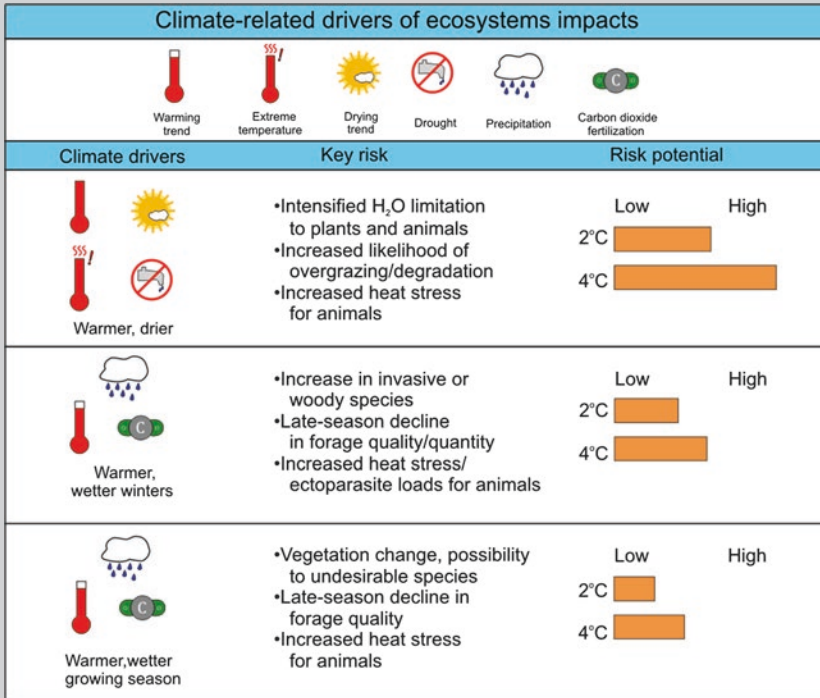 Climate-related drivers of ecosystems impacts
Warming
trend
Extreme
temperature
Drying
trend
Drought
Precipitation
C
Carbon dioxide
fertilization
Climate drivers
Key risk
Risk potential
Warmer, drier
•Intensified H₂O limitation
to plants and animals
•Increased likelihood of
overgrazing/degradation
•Increased heat stress
for animals
Low High
2°C
4°C
C
Warmer,
wetter winters
•Increase in invasive or
woody species
•Late-season decline
in forage quality/quantity
•Increased heat stress/
ectoparasite loads for animals
Low High
2°C
4°C
C
Warmer,wetter
growing season
•Vegetation change, possibility
to undesirable species
•Late-season decline in
forage quality
•Increased heat stress
for animals
Low High
2°C
4°C